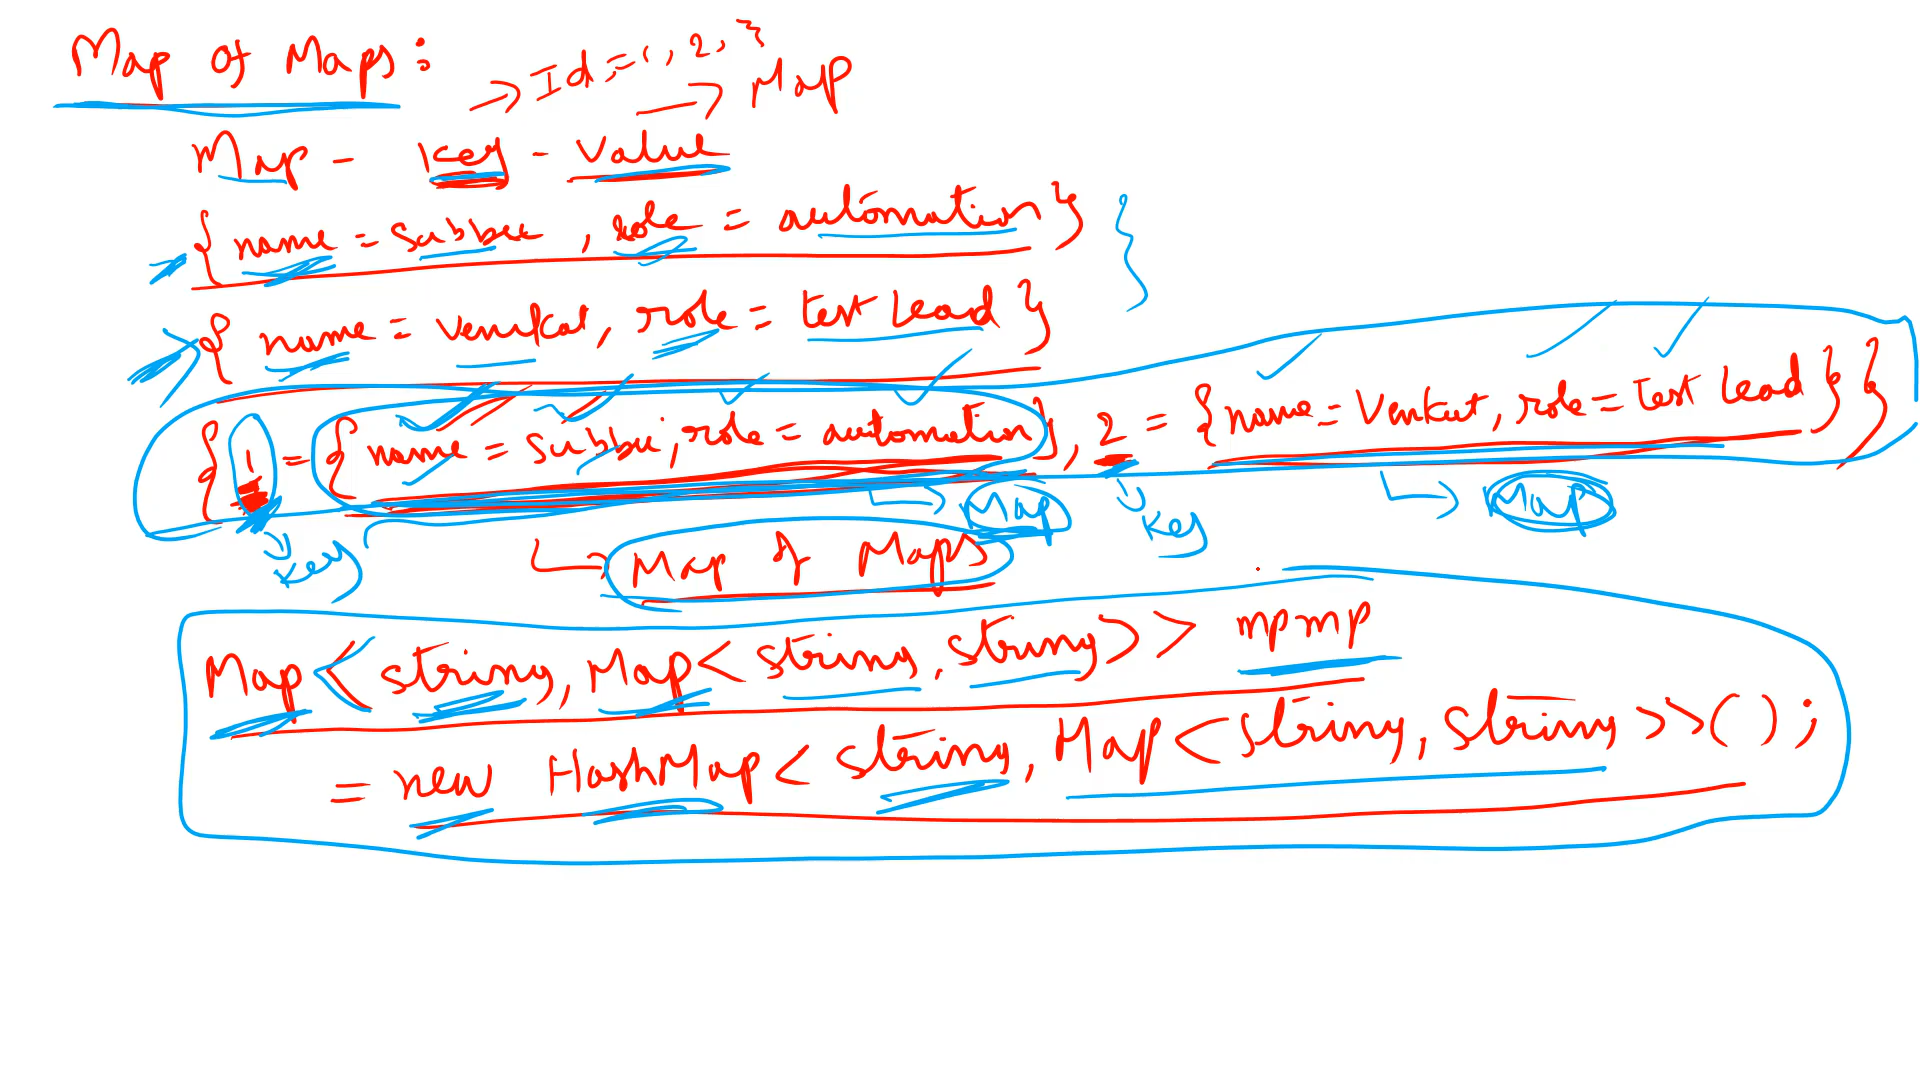 Map of Maps:
→ Id = 1, 2, 3
→ Map
Map - key - value
{ name = Subbu , role = automation }
{ name = Venkat, role = test lead }
{ 1 = { name = Subbu, role = automation }, 2 = { name = Venkat, role = Test lead } }
Map Map
key key
Map of Maps
Map < string, Map < string, string >> mpmp
= new HashMap < string, Map < string, string >>();